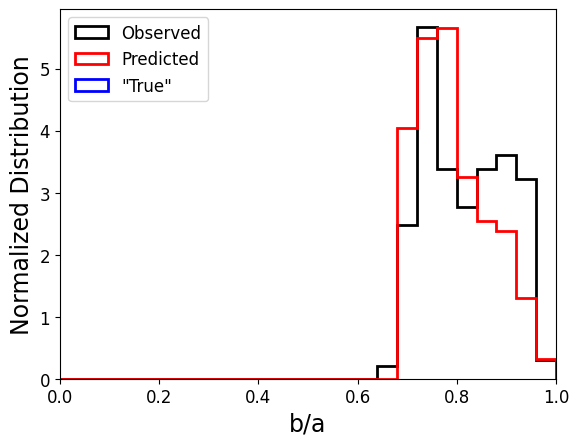 Observed
Predicted
"True"
Normalized Distribution
5
4
3
2
1
0
0.0 0.2 0.4 0.6 0.8 1.0
b/a